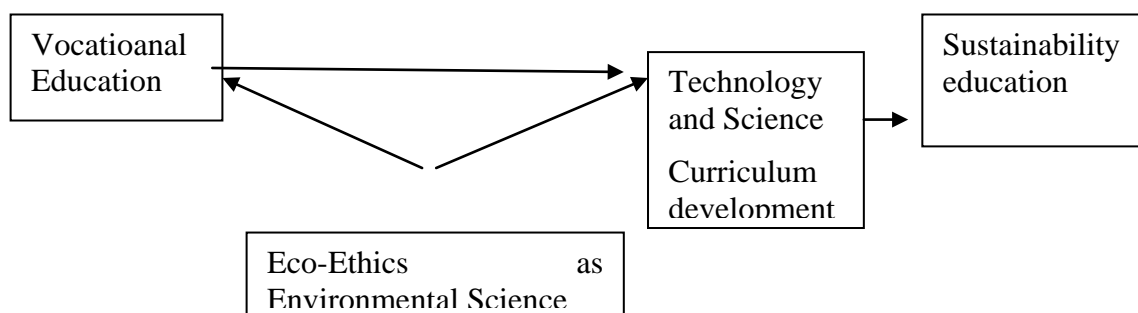 Vocatioanal
Education
Technology
and Science
Curriculum
development
Sustainability
education
Eco-Ethics as
Environmental Science